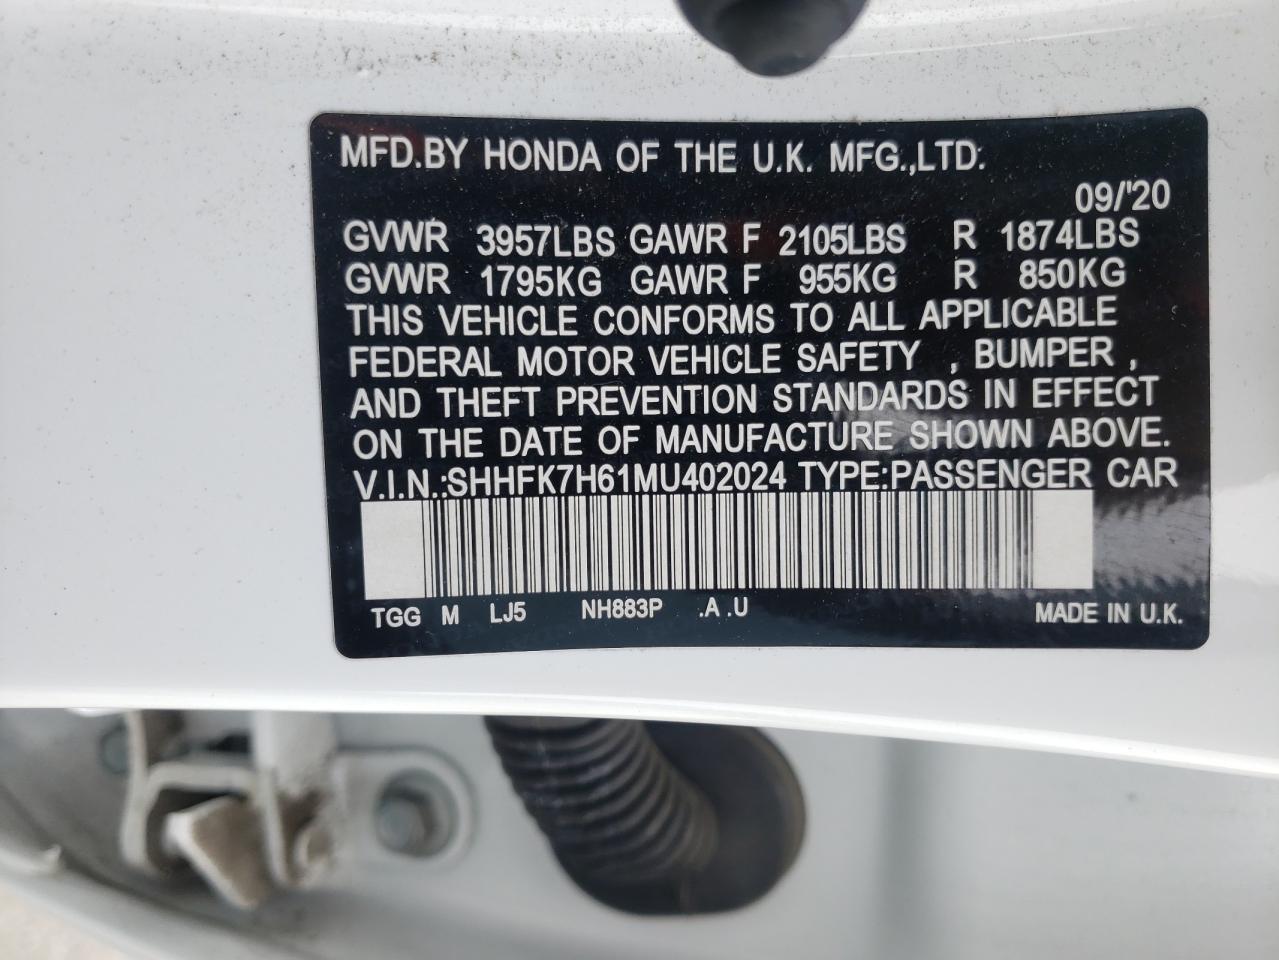 MFD.BY HONDA OF THE U.K. MFG.,LTD.
09/'20
GVWR 3957LBS GAWR F 2105LBS R 1874LBS
GVWR 1795KG GAWR F 955KG R 850KG
THIS VEHICLE CONFORMS TO ALL APPLICABLE
FEDERAL MOTOR VEHICLE SAFETY , BUMPER ,
AND THEFT PREVENTION STANDARDS IN EFFECT
ON THE DATE OF MANUFACTURE SHOWN ABOVE.
V.I.N.:SHHFK7H61MU402024 TYPE:PASSENGER CAR
TGG M LJ5 NH883P .A .U MADE IN U.K.